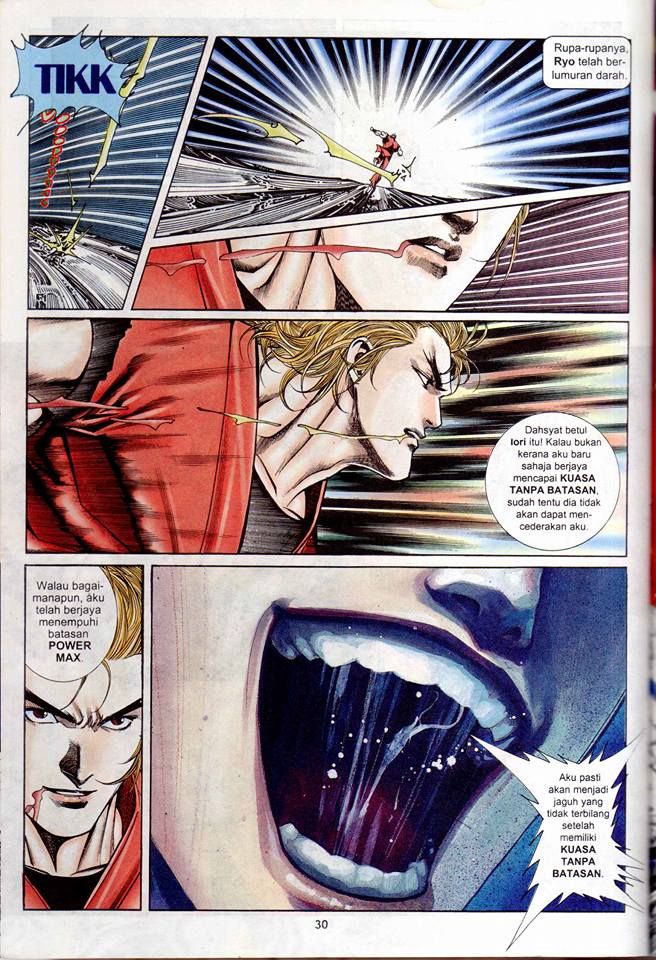 TIKK
Rupa-rupanya,
Ryo telah ber-
lumuran darah.
Dahsyat betul
Iori itu! Kalau bukan
kerana aku baru
sahaja berjaya
mencapai KUASA
TANPA BATASAN,
sudah tentu dia tidak
akan dapat men-
cederakan aku.
Walau bagai-
manapun, aku
telah berjaya
menempuhi
batasan
POWER
MAX.
Aku pasti
akan menjadi
jaguh yang
tidak terbilang
setelah
memiliki
KUASA
TANPA
BATASAN.
30